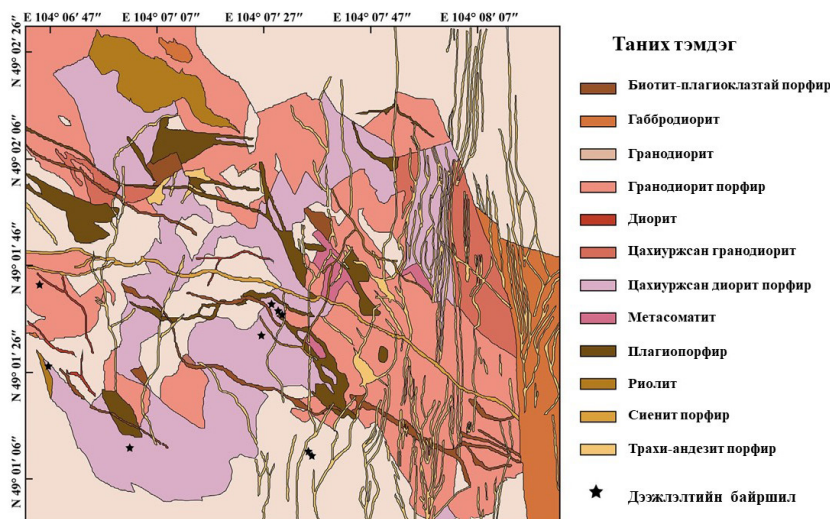 E 104° 06′ 47″ E 104° 07′ 07″ E 104° 07′ 27″ E 104° 07′ 47″ E 104° 08′ 07″
N 49° 02′ 26″
N 49° 02′ 06″
N 49° 01′ 46″
N 49° 01′ 26″
N 49° 01′ 06″
Таних тэмдэг
Биотит-плагиоклазтай порфир
Габбродиорит
Гранодиорит
Гранодиорит порфир
Диорит
Цахиуржсан гранодиорит
Цахиуржсан диорит порфир
Метасоматит
Плагиопорфир
Риолит
Сиенит порфир
Трахи-андезит порфир
Дээжлэлтийн байршил